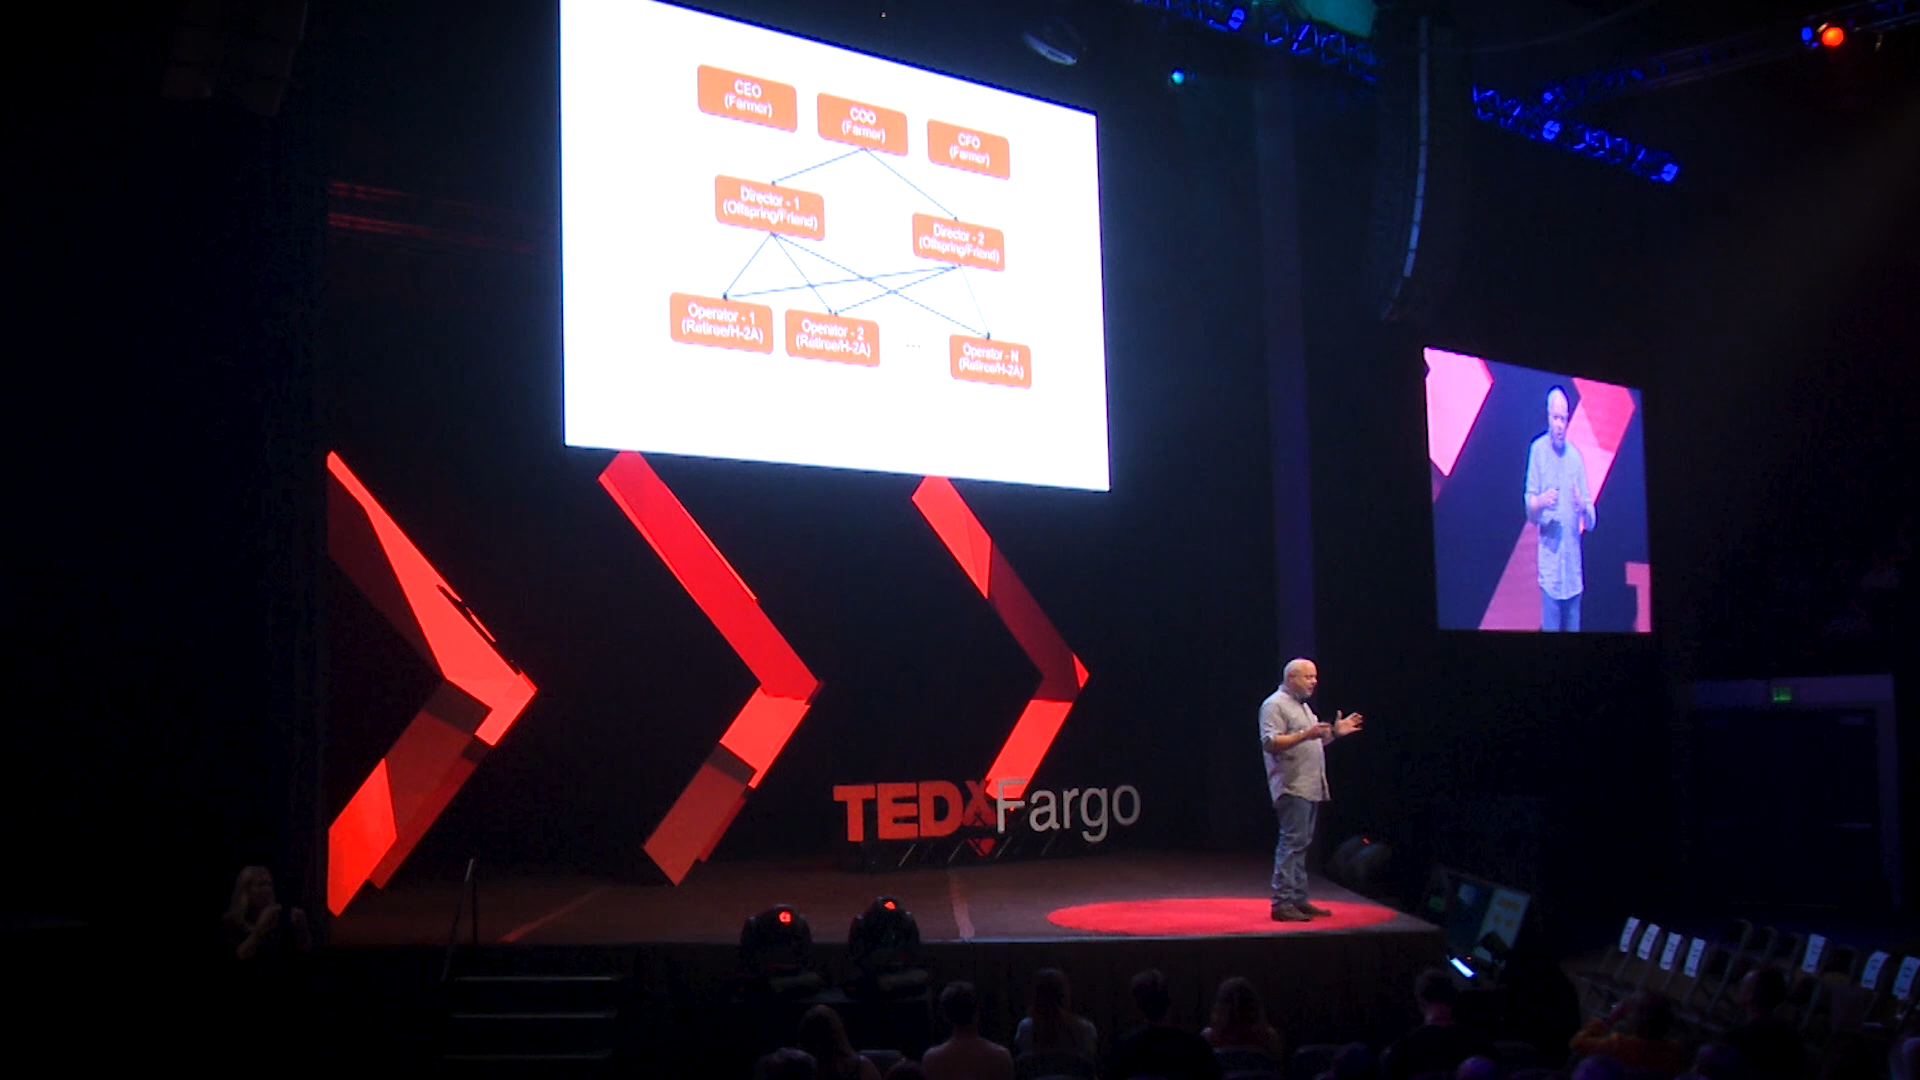 CEO
(Farmer)
COO
(Farmer)
CFO
(Farmer)
Director - 1
(Offspring/Friend)
Director - 2
(Offspring/Friend)
Operator - 1
(Retiree/H-2A)
Operator - 2
(Retiree/H-2A)
...
Operator - N
(Retiree/H-2A)
T
TEDxFargo